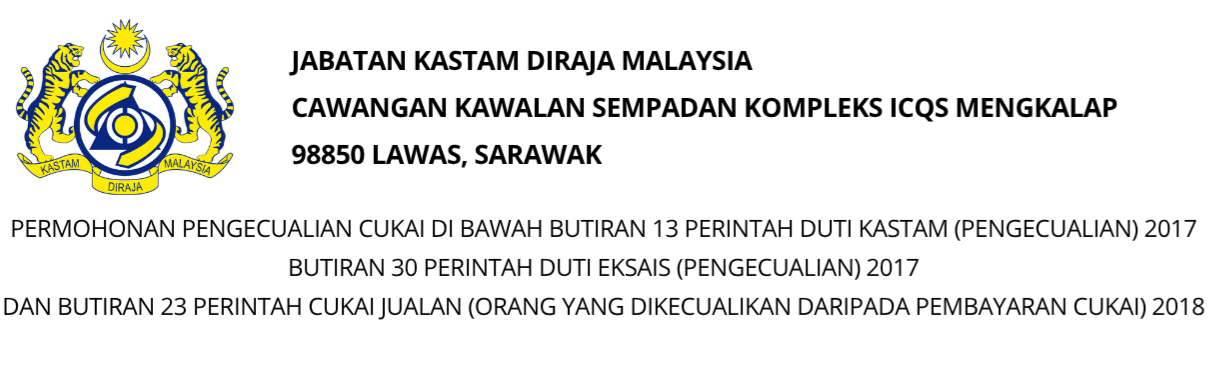 KASTAM DIRAJA MALAYSIA
JABATAN KASTAM DIRAJA MALAYSIA
CAWANGAN KAWALAN SEMPADAN KOMPLEKS ICQS MENGKALAP
98850 LAWAS, SARAWAK
PERMOHONAN PENGECUALIAN CUKAI DI BAWAH BUTIRAN 13 PERINTAH DUTI KASTAM (PENGECUALIAN) 2017
BUTIRAN 30 PERINTAH DUTI EKSAIS (PENGECUALIAN) 2017
DAN BUTIRAN 23 PERINTAH CUKAI JUALAN (ORANG YANG DIKECUALIKAN DARIPADA PEMBAYARAN CUKAI) 2018